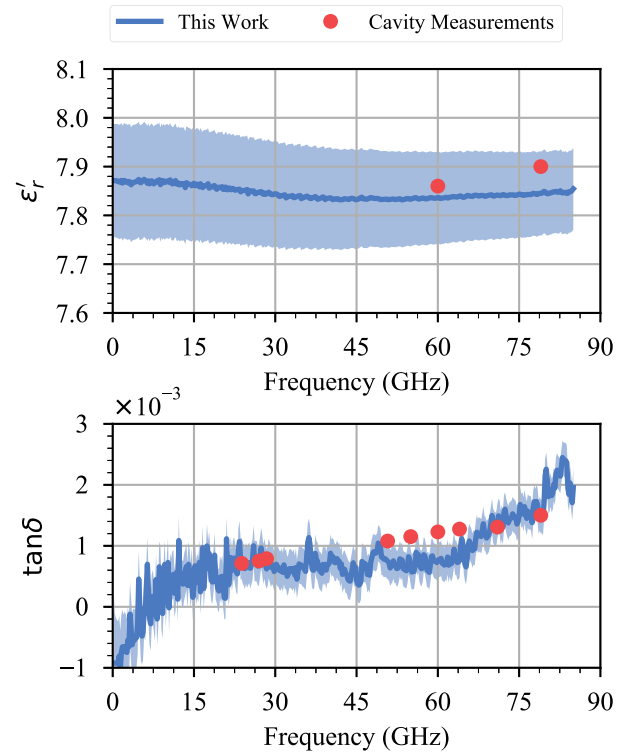 This Work Cavity Measurements
8.1
8.0
7.9
7.8
7.7
7.6
ε′r
0 15 30 45 60 75 90
Frequency (GHz)
×10⁻³
3
2
1
0
−1
tanδ
0 15 30 45 60 75 90
Frequency (GHz)